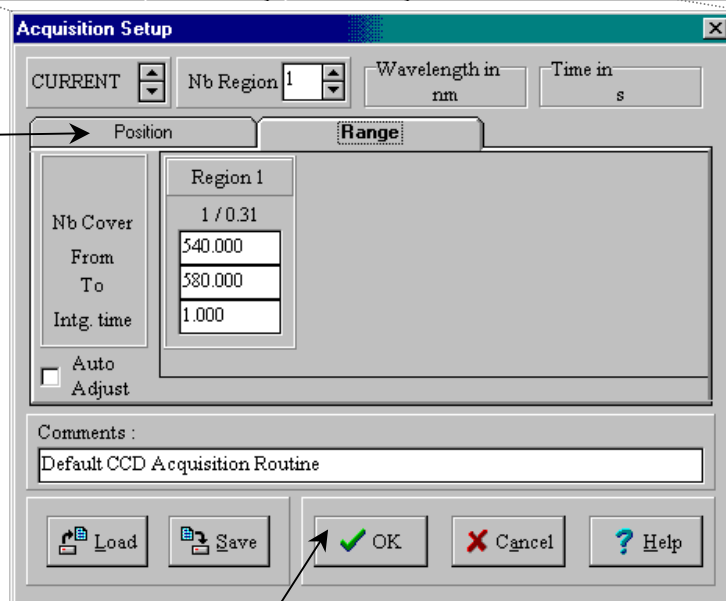 Acquisition Setup
CURRENT
Nb Region 1
Wavelength in
nm
Time in
s
Position
Range
Region 1
Nb Cover
1 / 0.31
From
540.000
To
580.000
Intg. time
1.000
Auto
Adjust
Comments :
Default CCD Acquisition Routine
Load
Save
OK
Cancel
Help